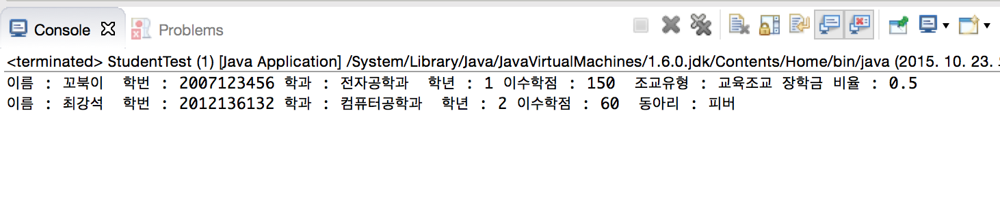 Console Problems
<terminated> StudentTest (1) [Java Application] /System/Library/Java/JavaVirtualMachines/1.6.0.jdk/Contents/Home/bin/java (2015. 10. 23.
이름 : 꼬북이 학번 : 2007123456 학과 : 전자공학과 학년 : 1 이수학점 : 150 조교유형 : 교육조교 장학금 비율 : 0.5
이름 : 최강석 학번 : 2012136132 학과 : 컴퓨터공학과 학년 : 2 이수학점 : 60 동아리 : 피버